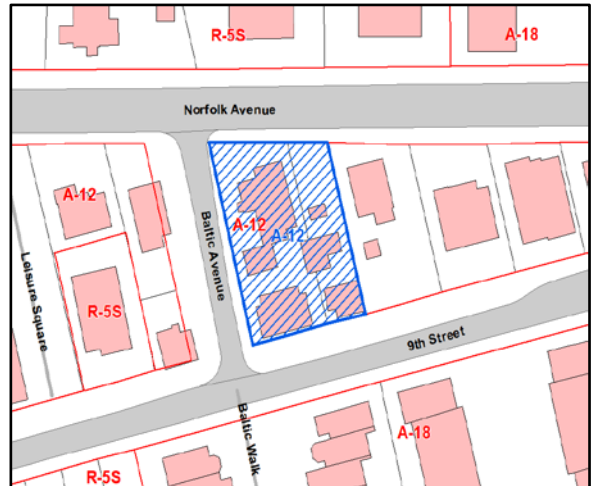 R-5S
A-18
Norfolk Avenue
A-12
Baltic Avenue
A-12
A-12
Leisure Square
R-5S
9th Street
Baltic Walk
A-18
R-5S